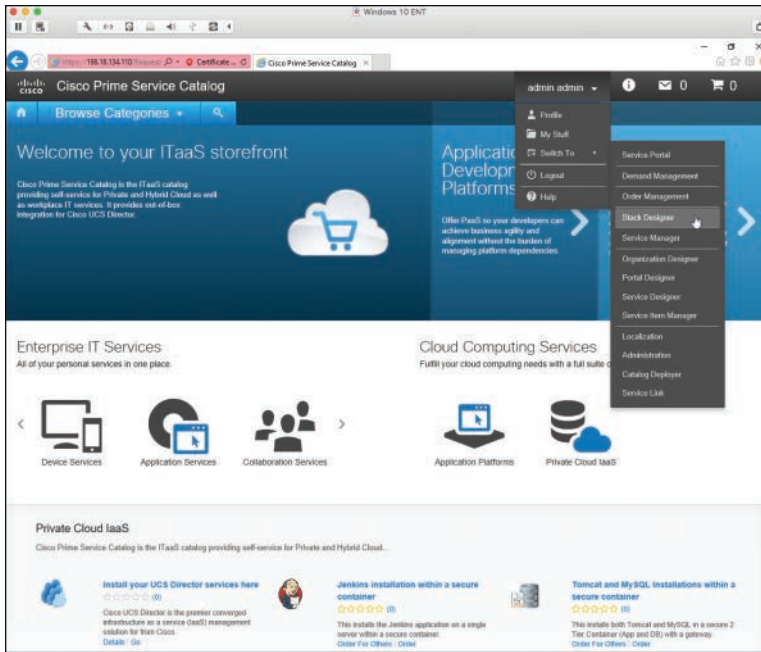 Windows 10 ENT
https://198.18.134.110/Request
Certificate...
Cisco Prime Service Catalog
CISCO
Cisco Prime Service Catalog
admin admin
0
0
Browse Categories
Profile
My Stuff
Switch To
Logout
Help
Service Portal
Demand Management
Order Management
Stack Designer
Service Manager
Organization Designer
Portal Designer
Service Designer
Service Item Manager
Localization
Administration
Catalog Deployer
Service Link
Welcome to your ITaaS storefront
Cisco Prime Service Catalog is the ITaaS catalog
providing self-service for Private and Hybrid Cloud as well
as workplace IT services. It provides out-of-box
integration for Cisco UCS Director.
Applicatic
Developr
Platforms
Offer PaaS so your developers can
achieve business agility and
alignment without the burden of
managing platform dependencies.
Enterprise IT Services
All of your personal services in one place.
Device Services
Application Services
Collaboration Services
Cloud Computing Services
Fulfill your cloud computing needs with a full suite
Application Platforms
Private Cloud IaaS
Private Cloud IaaS
Cisco Prime Service Catalog is the ITaaS catalog providing self-service for Private and Hybrid Cloud...
Install your UCS Director services here
(0)
Cisco UCS Director is the premier converged
infrastructure as a service (IaaS) management
solution for from Cisco.
Details Go
Jenkins installation within a secure
container
(0)
This installs the Jenkins application on a single
server within a secure container.
Order For Others Order
Tomcat and MySQL installations within a
secure container
(0)
This installs both Tomcat and MySQL in a secure 2
Tier Container (App and DB) with a gateway.
Order For Others Order